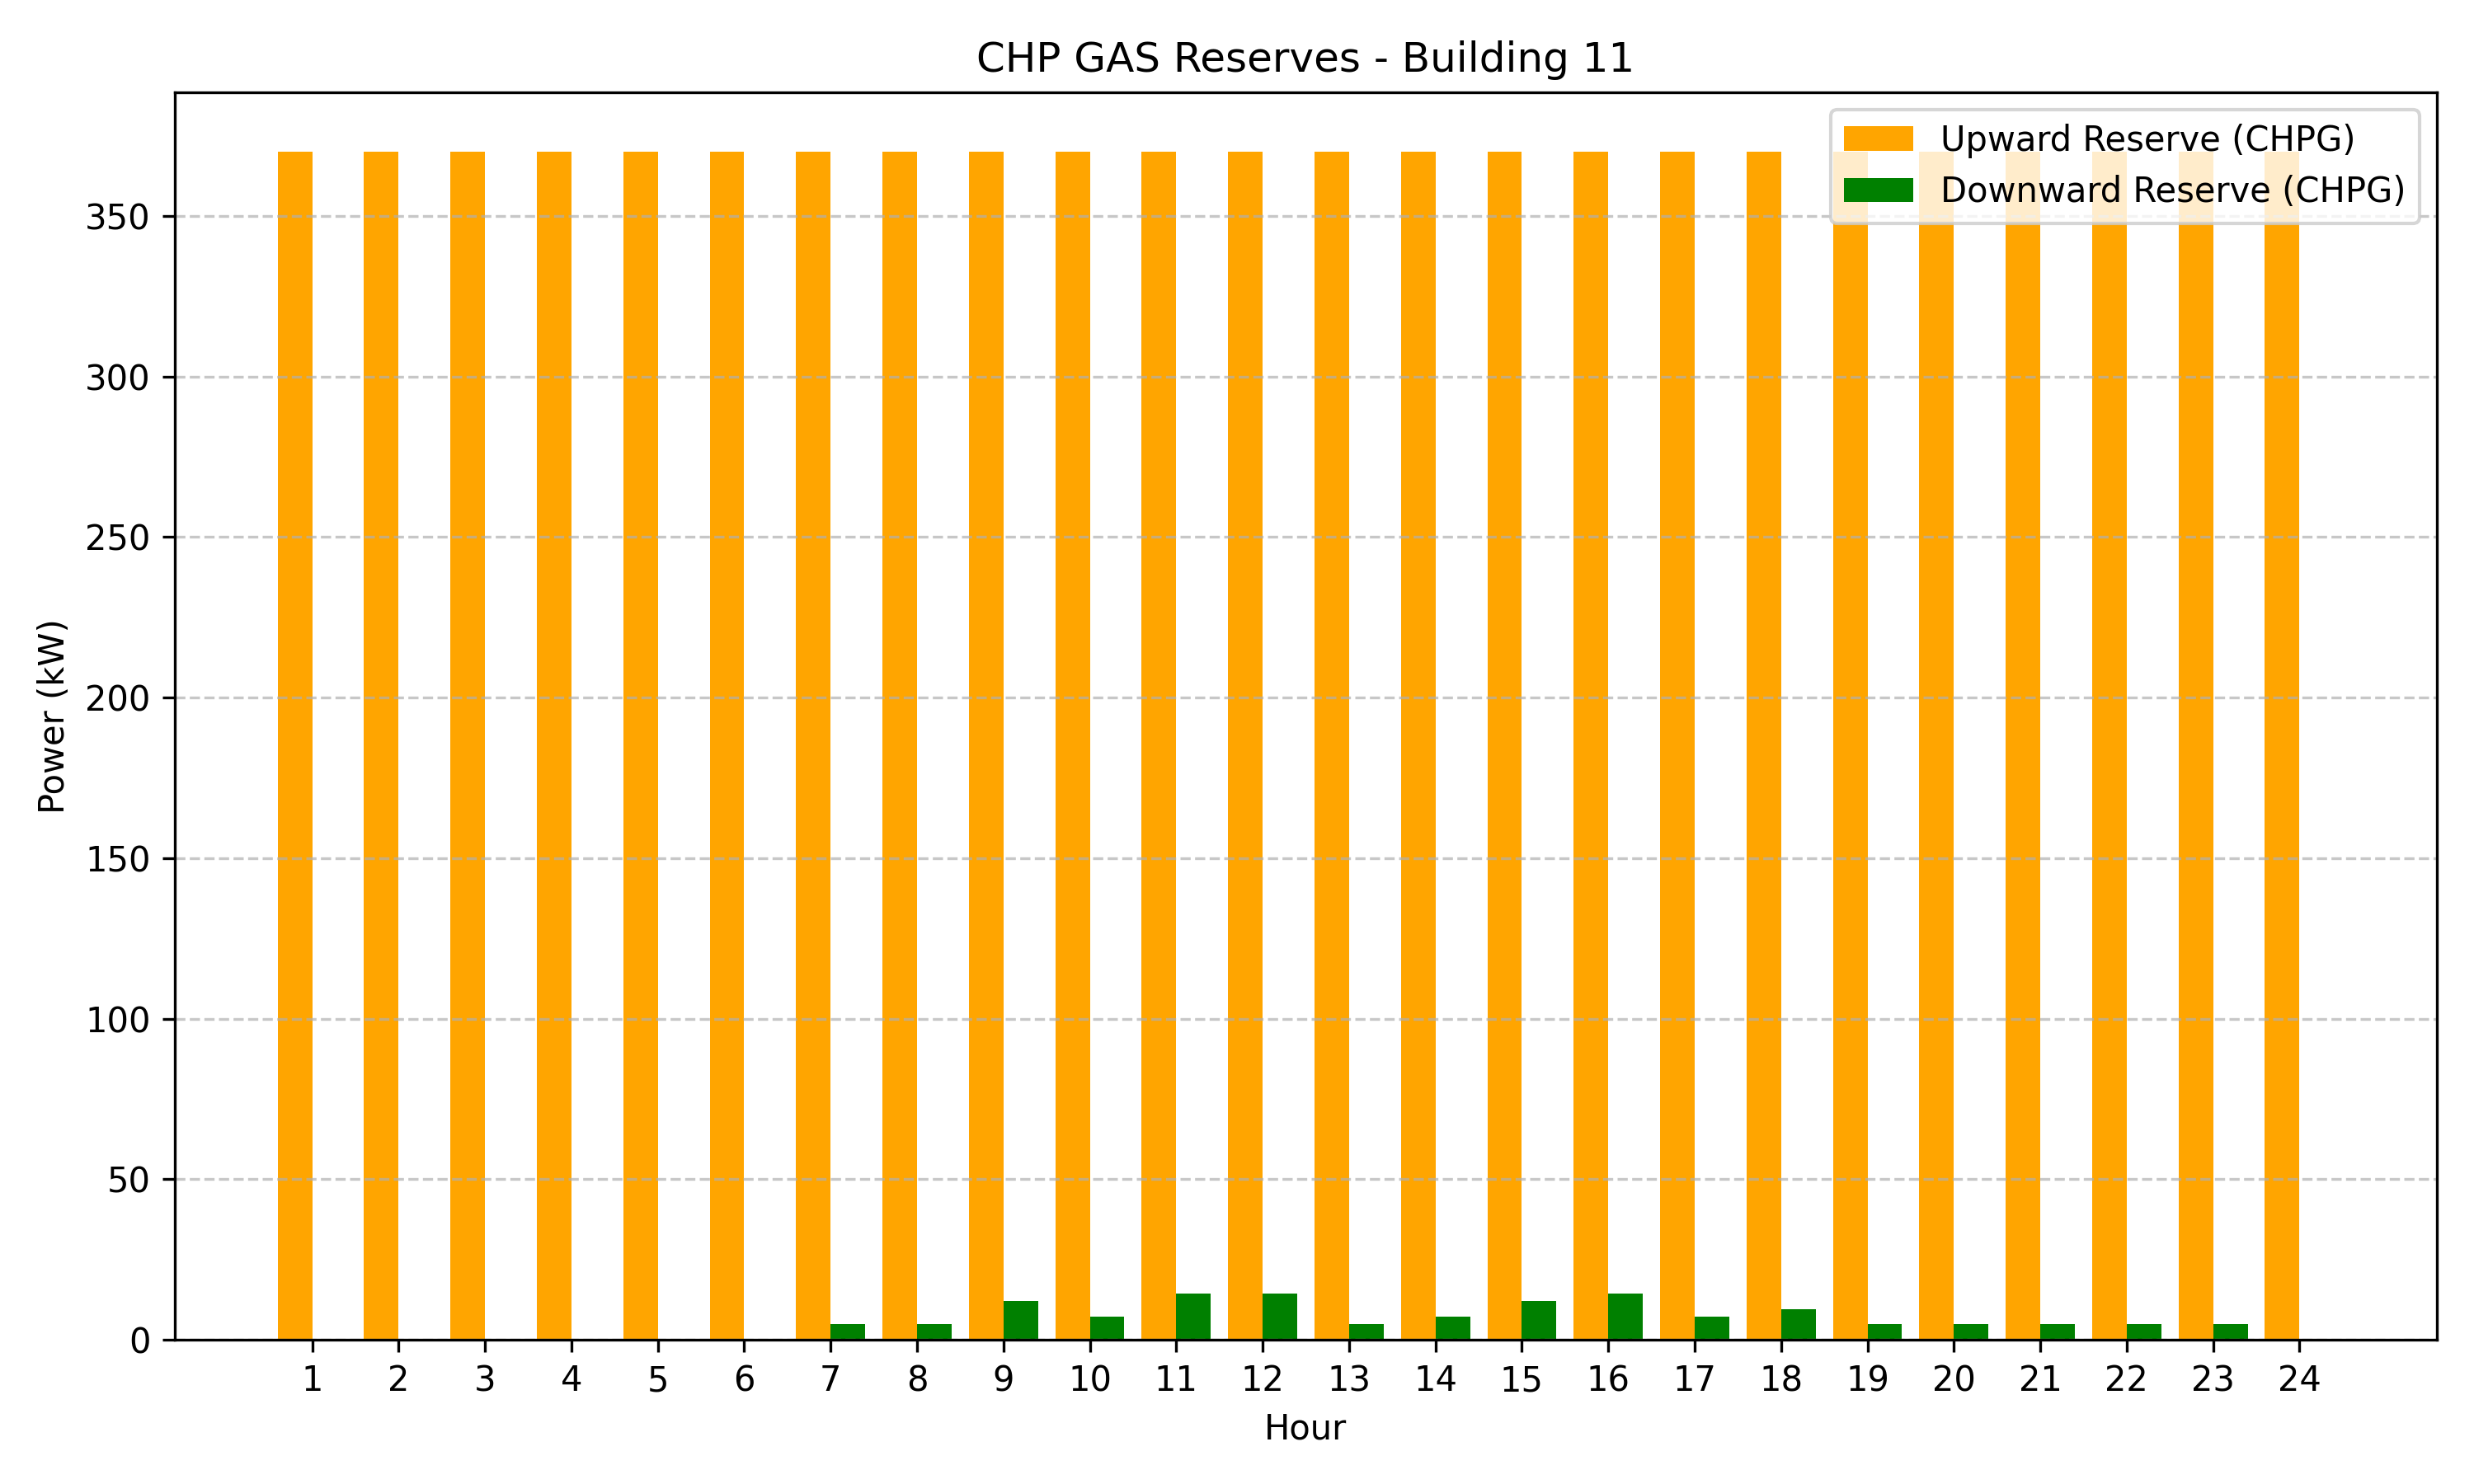 CHP GAS Reserves - Building 11
Upward Reserve (CHPG)
Downward Reserve (CHPG)
Power (kW)
350
300
250
200
150
100
50
0
1 2 3 4 5 6 7 8 9 10 11 12 13 14 15 16 17 18 19 20 21 22 23 24
Hour